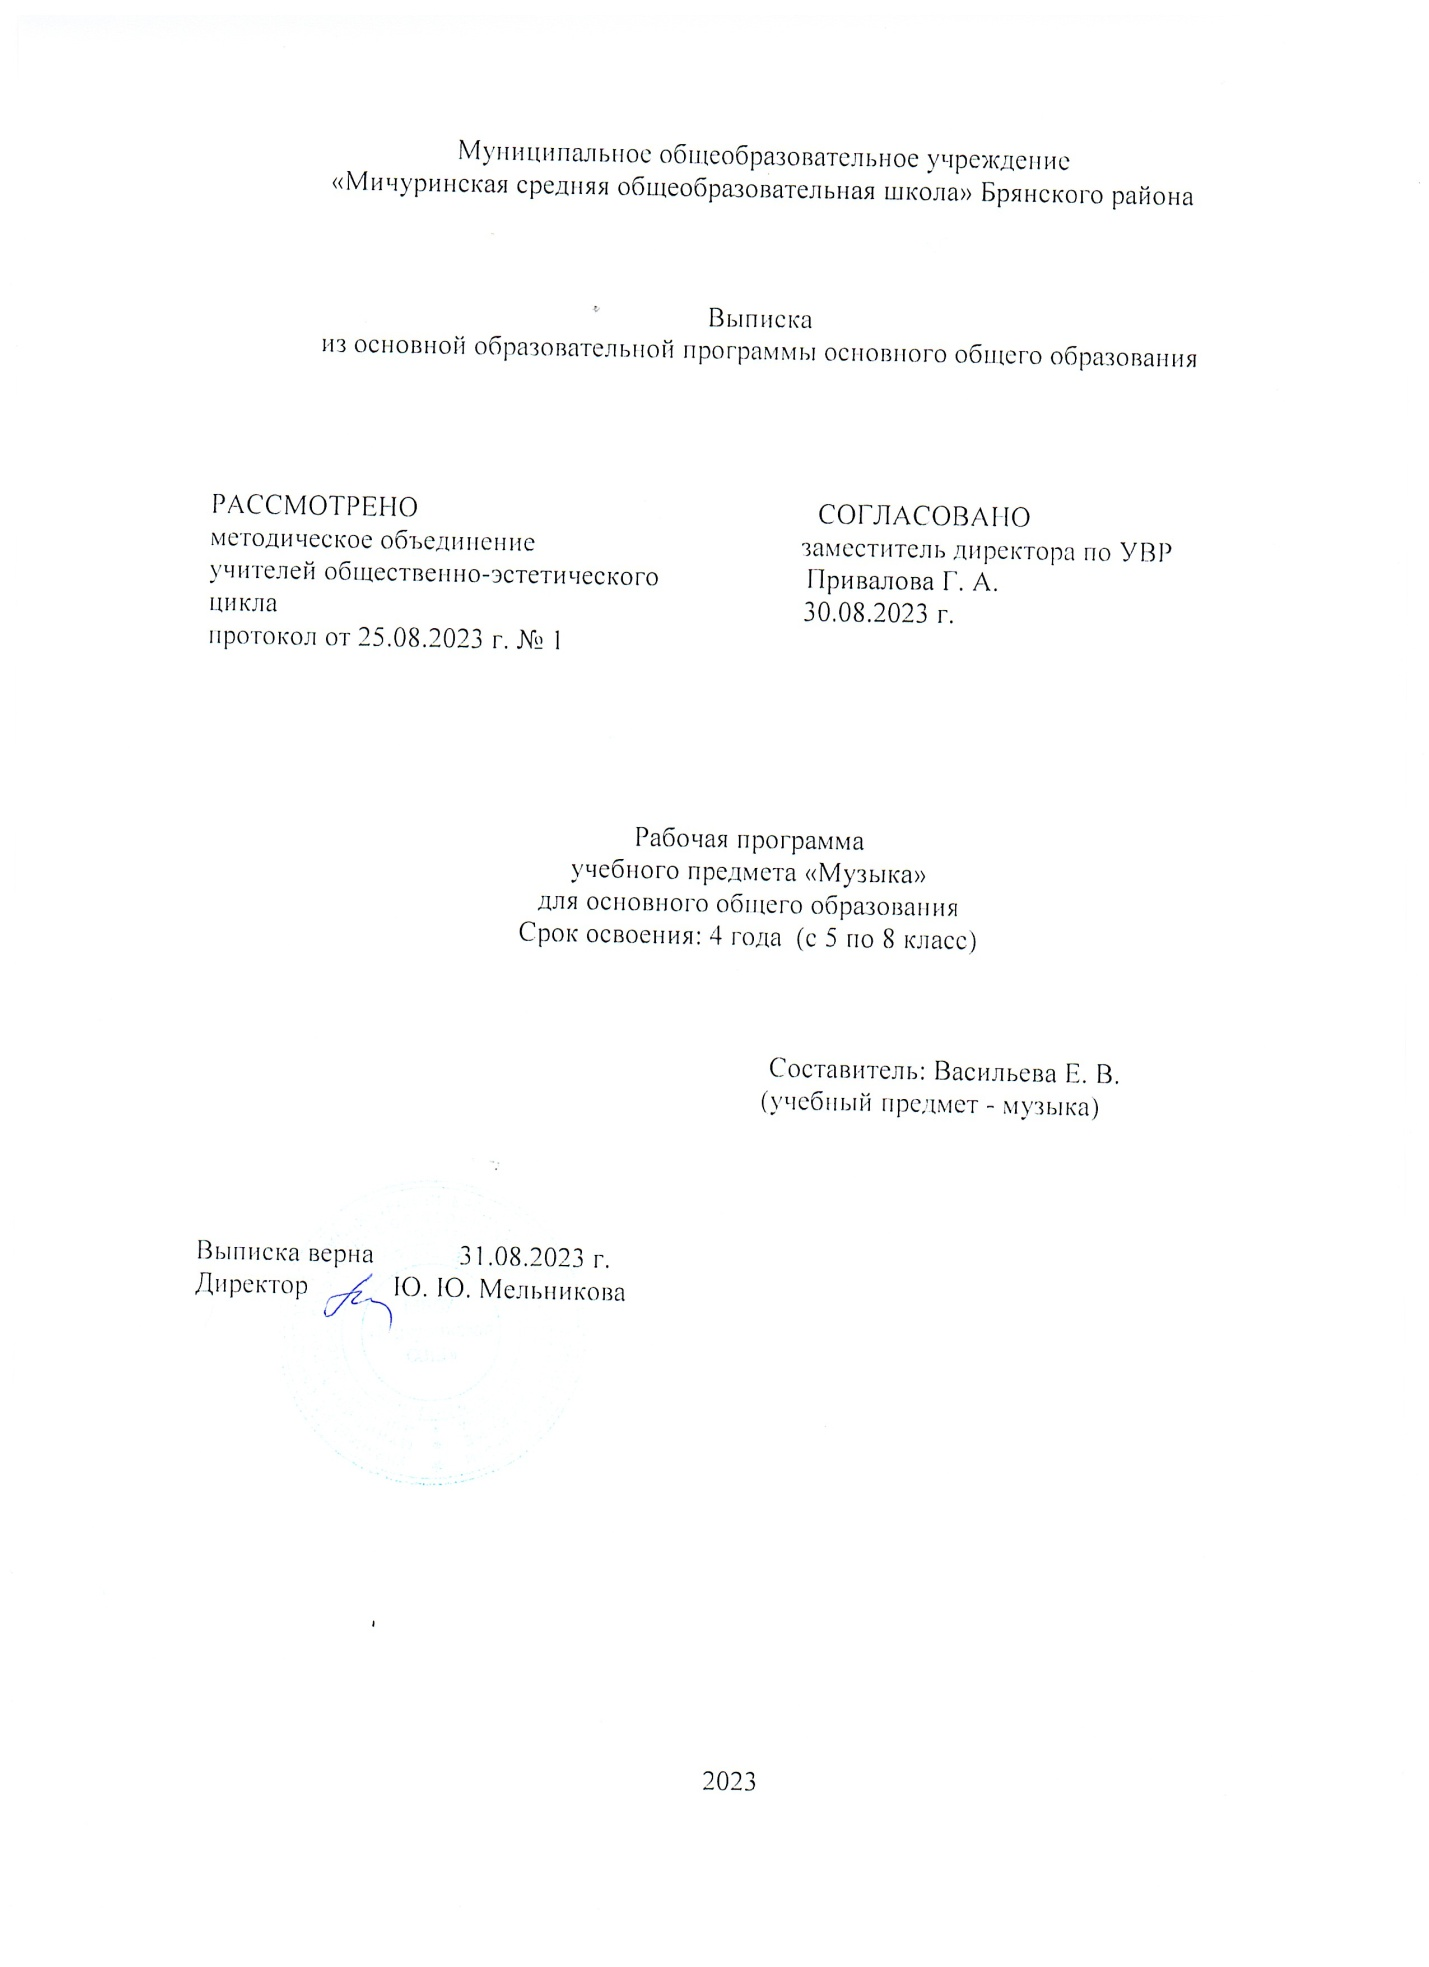 Муниципальное общеобразовательное учреждение
«Мичуринская средняя общеобразовательная школа» Брянского района
Выписка
из основной образовательной программы основного общего образования
РАССМОТРЕНО
методическое объединение
учителей общественно-эстетического
цикла
протокол от 25.08.2023 г. № 1
СОГЛАСОВАНО
заместитель директора по УВР
Привалова Г. А.
30.08.2023 г.
Рабочая программа
учебного предмета «Музыка»
для основного общего образования
Срок освоения: 4 года (с 5 по 8 класс)
Составитель: Васильева Е. В.
(учебный предмет - музыка)
Выписка верна 31.08.2023 г.
Директор Ю. Ю. Мельникова
2023